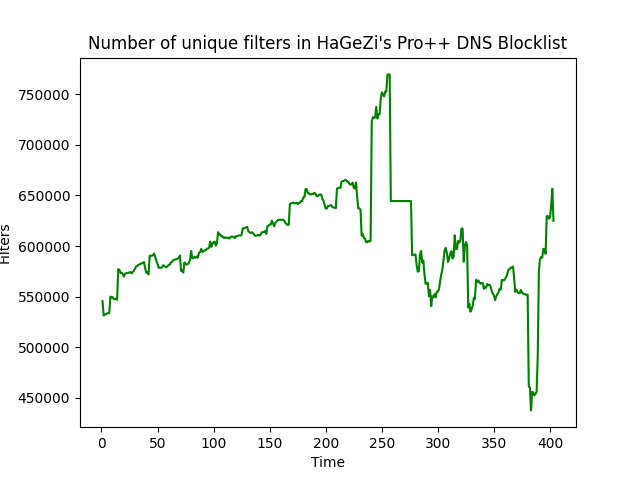 Number of unique filters in HaGeZi's Pro++ DNS Blocklist
Filters
750000
700000
650000
600000
550000
500000
450000
0 50 100 150 200 250 300 350 400
Time